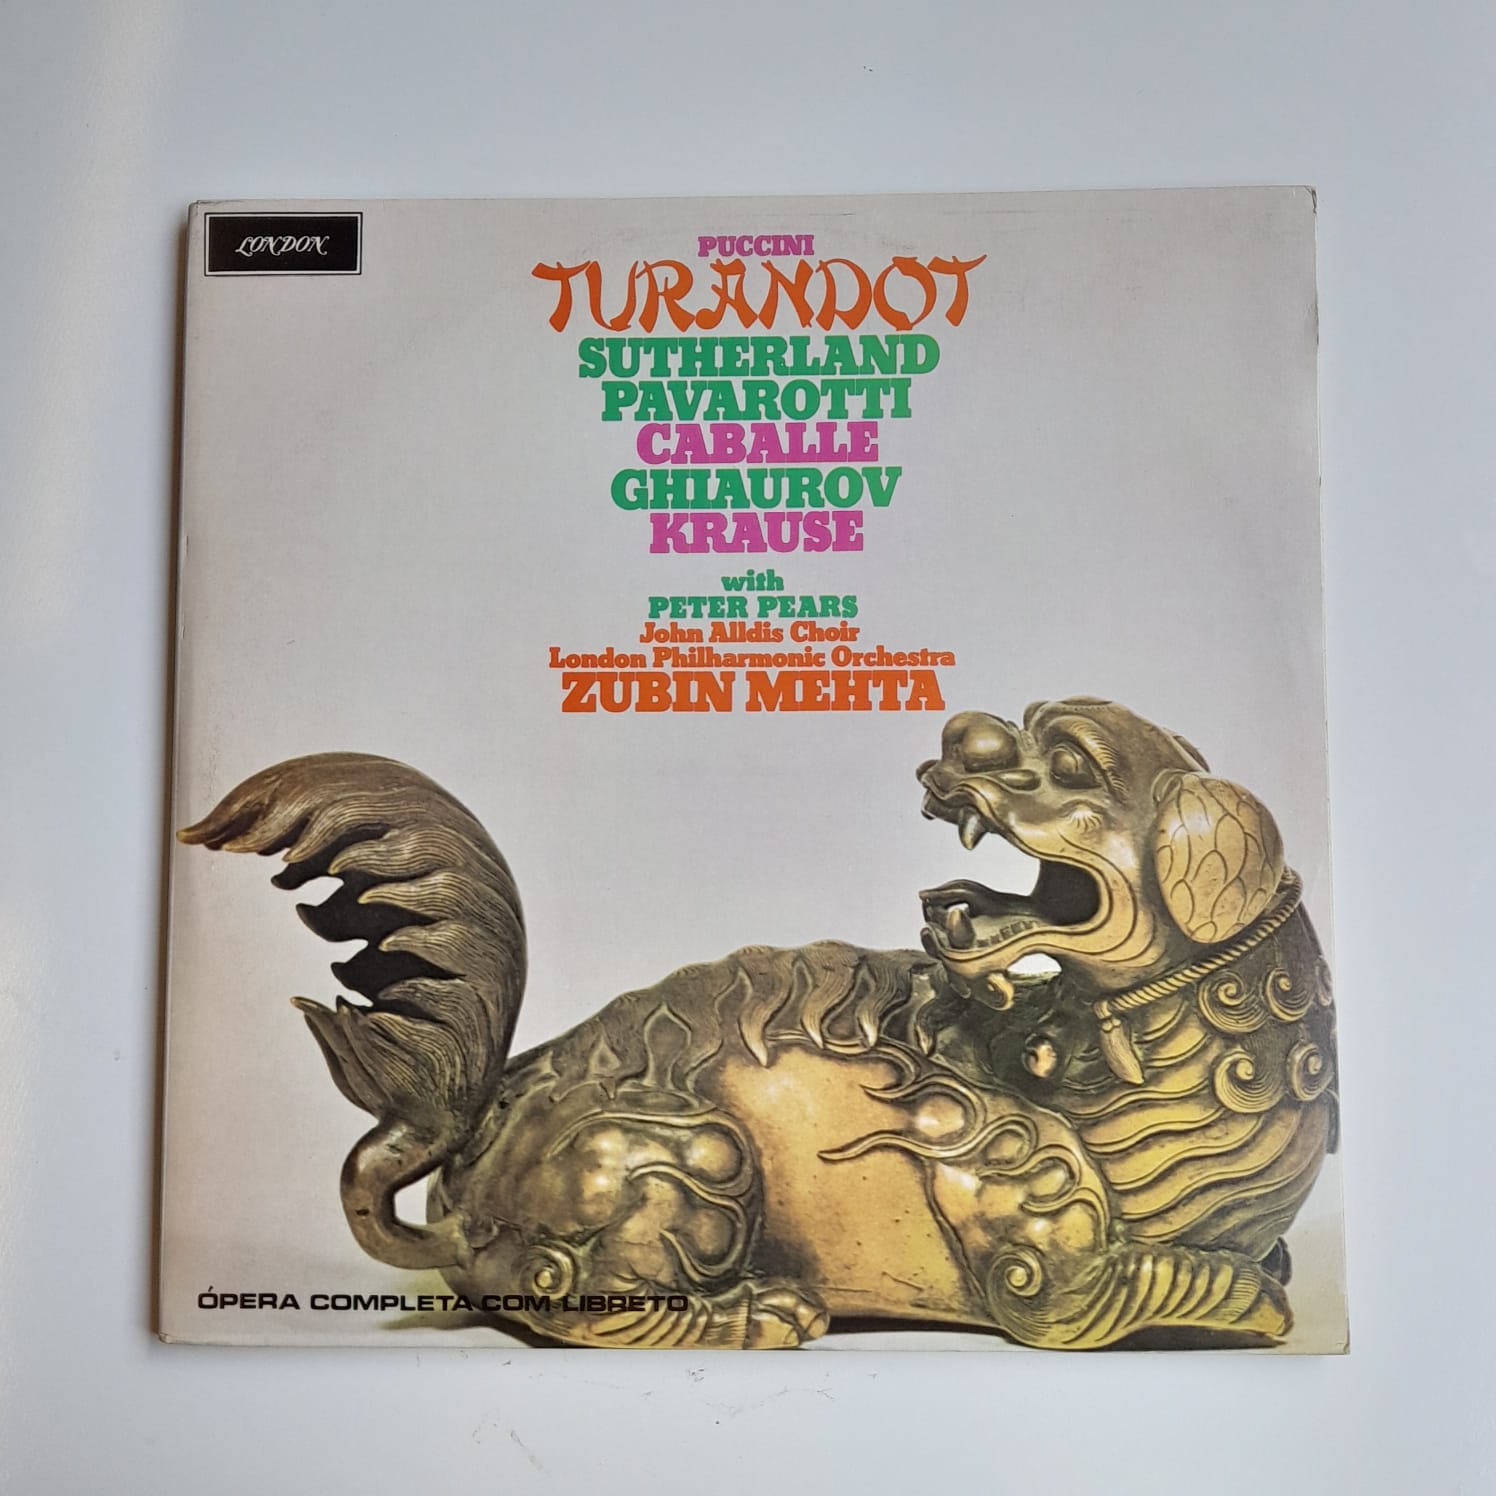 LONDON
PUCCINI
TURANDOT
SUTHERLAND
PAVAROTTI
CABALLE
GHIAUROV
KRAUSE
with
PETER PEARS
John Alldis Choir
London Philharmonic Orchestra
ZUBIN MEHTA
ÓPERA COMPLETA COM LIBRETO